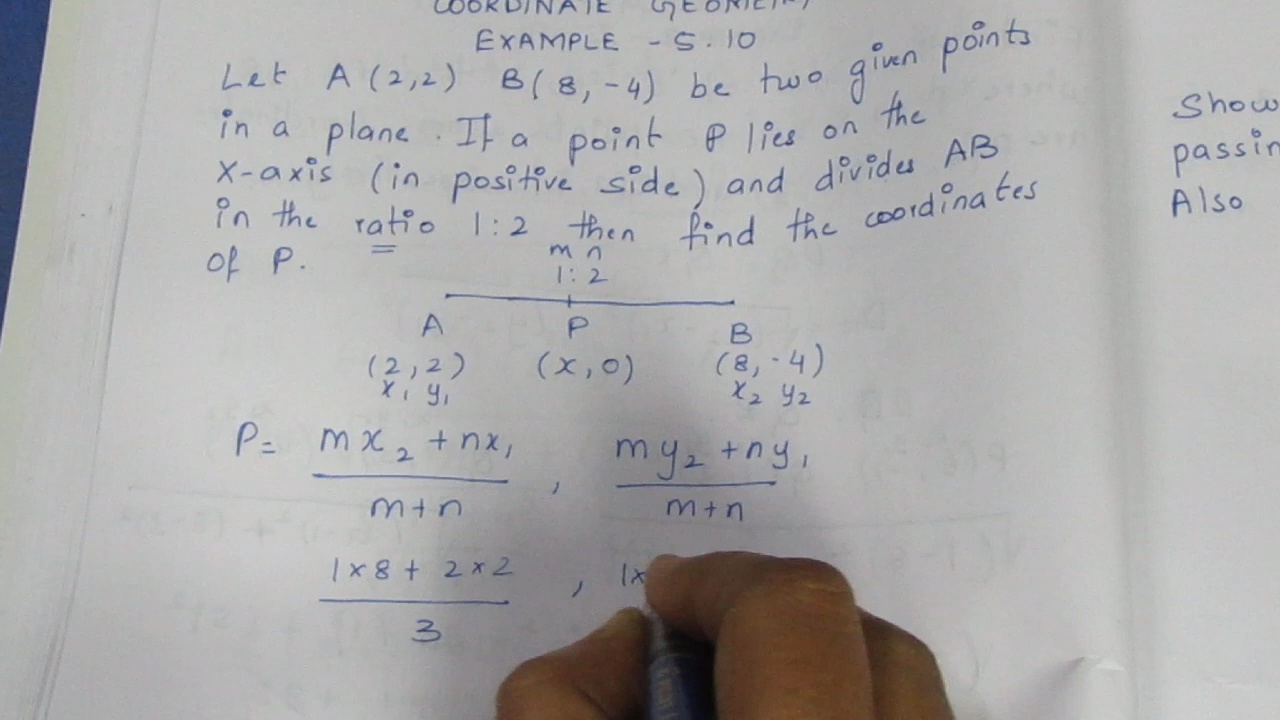 COORDINATE GEOMETRY
EXAMPLE - 5.10
Let A (2,2) B(8,-4) be two given points
in a plane. If a point P lies on the
X-axis (in positive side) and divides AB
in the ratio 1:2 then find the coordinates
of P.
m n
1:2
A P B
(2,2) (x,0) (8,-4)
x₁ y₁ x₂ y₂
P= mx₂ + nx₁ / m+n , my₂ + ny₁ / m+n
1×8 + 2×2 / 3 , 1×
Show
Also